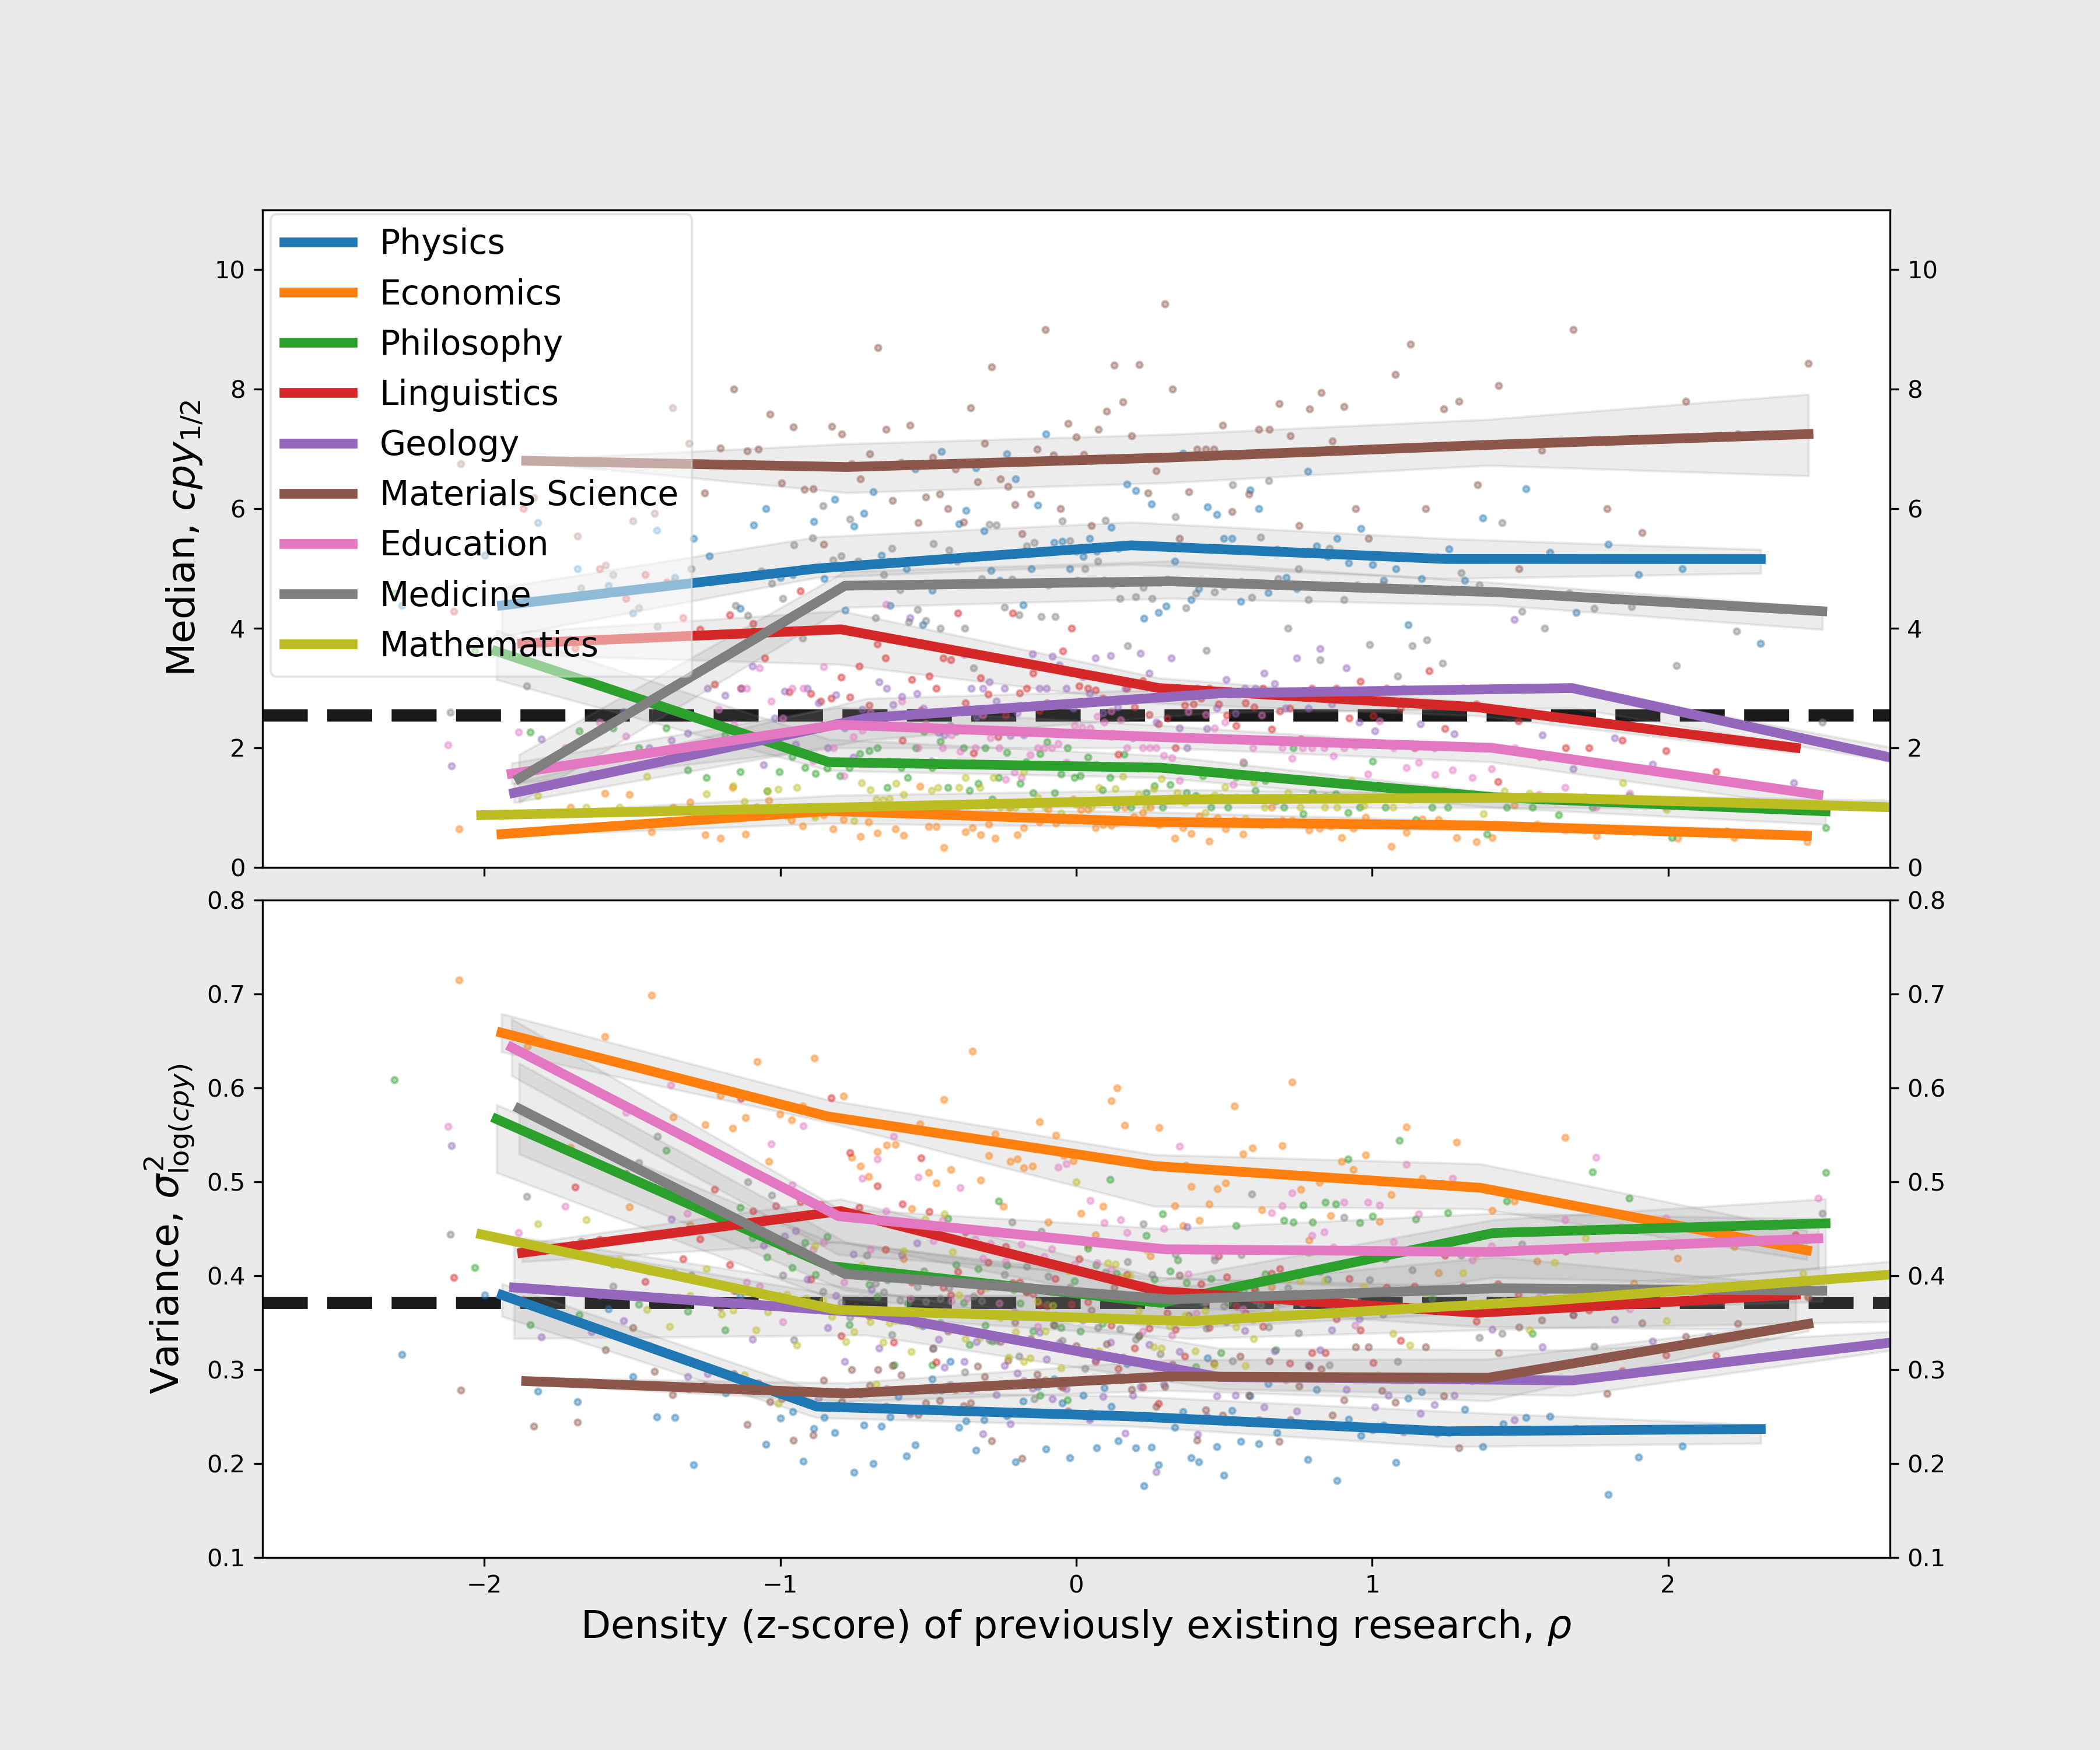 Physics
Economics
Philosophy
Linguistics
Geology
Materials Science
Education
Medicine
Mathematics
Median, cpy1/2
10
8
6
4
2
0
10
8
6
4
2
0
Variance, σ²log(cpy)
0.8
0.7
0.6
0.5
0.4
0.3
0.2
0.1
0.8
0.7
0.6
0.5
0.4
0.3
0.2
0.1
−2 −1 0 1 2
Density (z-score) of previously existing research, ρ